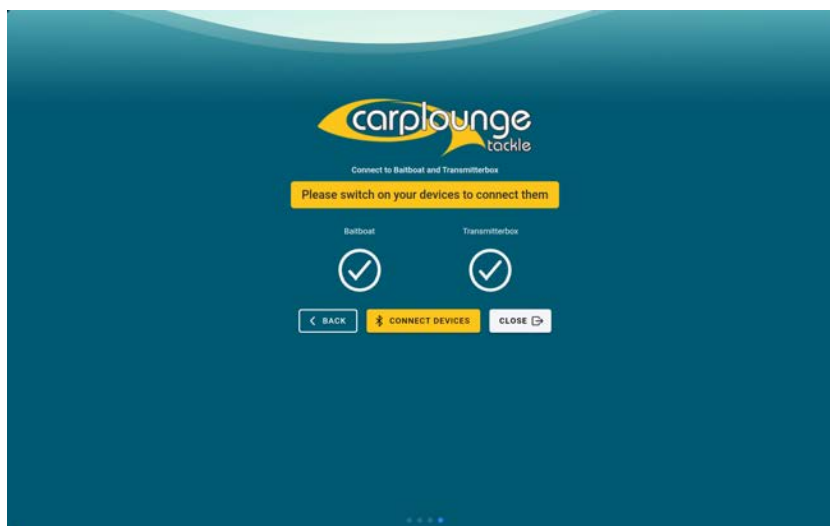 carplounge
tackle
Connect to Baitboat and Transmitterbox
Please switch on your devices to connect them
Baitboat Transmitterbox
BACK CONNECT DEVICES CLOSE